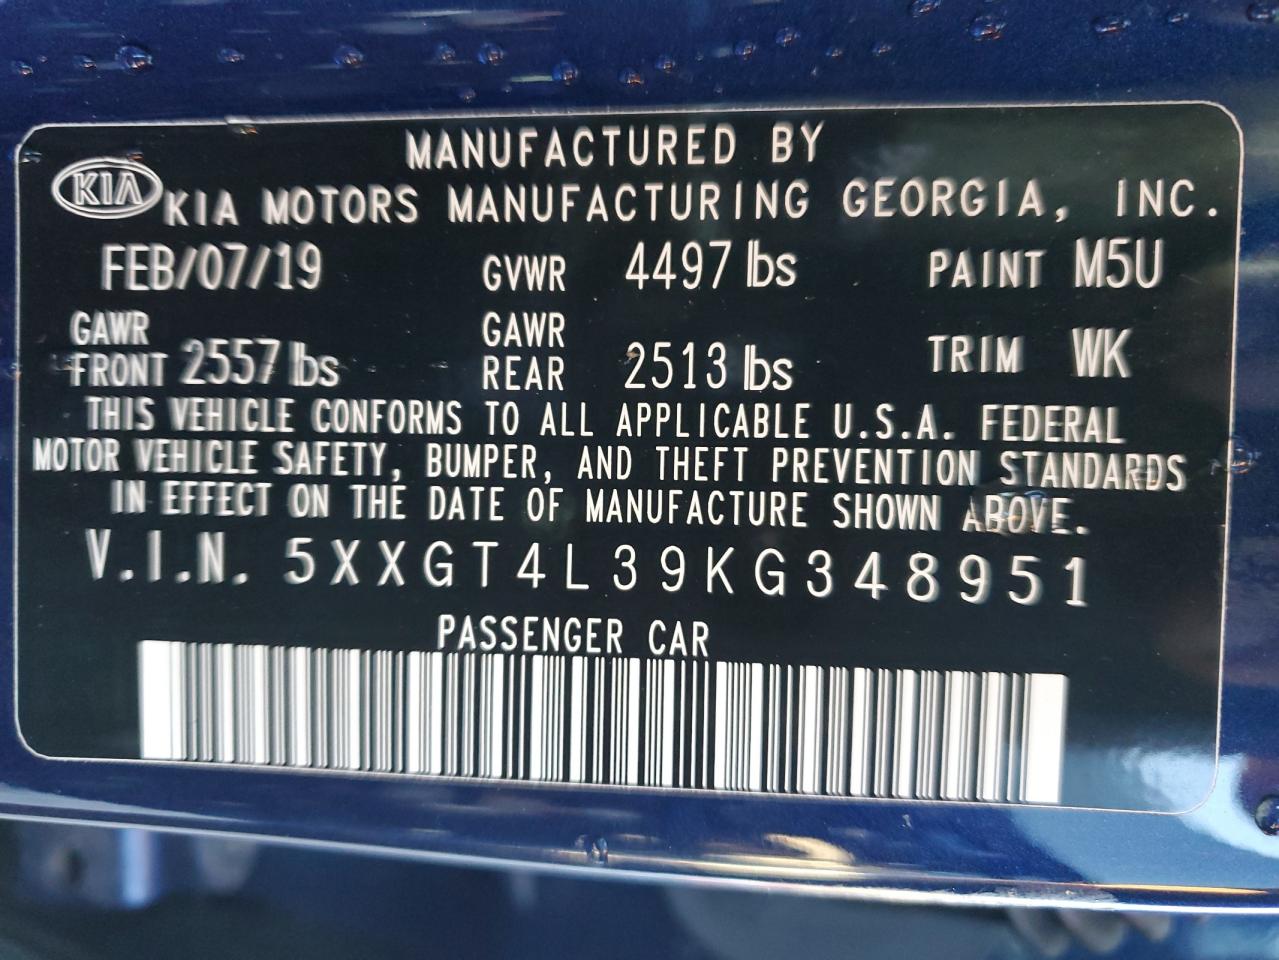 MANUFACTURED BY
KIA KIA MOTORS MANUFACTURING GEORGIA, INC.
FEB/07/19 GVWR 4497 lbs PAINT M5U
GAWR FRONT 2557 lbs GAWR REAR 2513 lbs TRIM WK
THIS VEHICLE CONFORMS TO ALL APPLICABLE U.S.A. FEDERAL
MOTOR VEHICLE SAFETY, BUMPER, AND THEFT PREVENTION STANDARDS
IN EFFECT ON THE DATE OF MANUFACTURE SHOWN ABOVE.
V.I.N. 5XXGT4L39KG348951
PASSENGER CAR